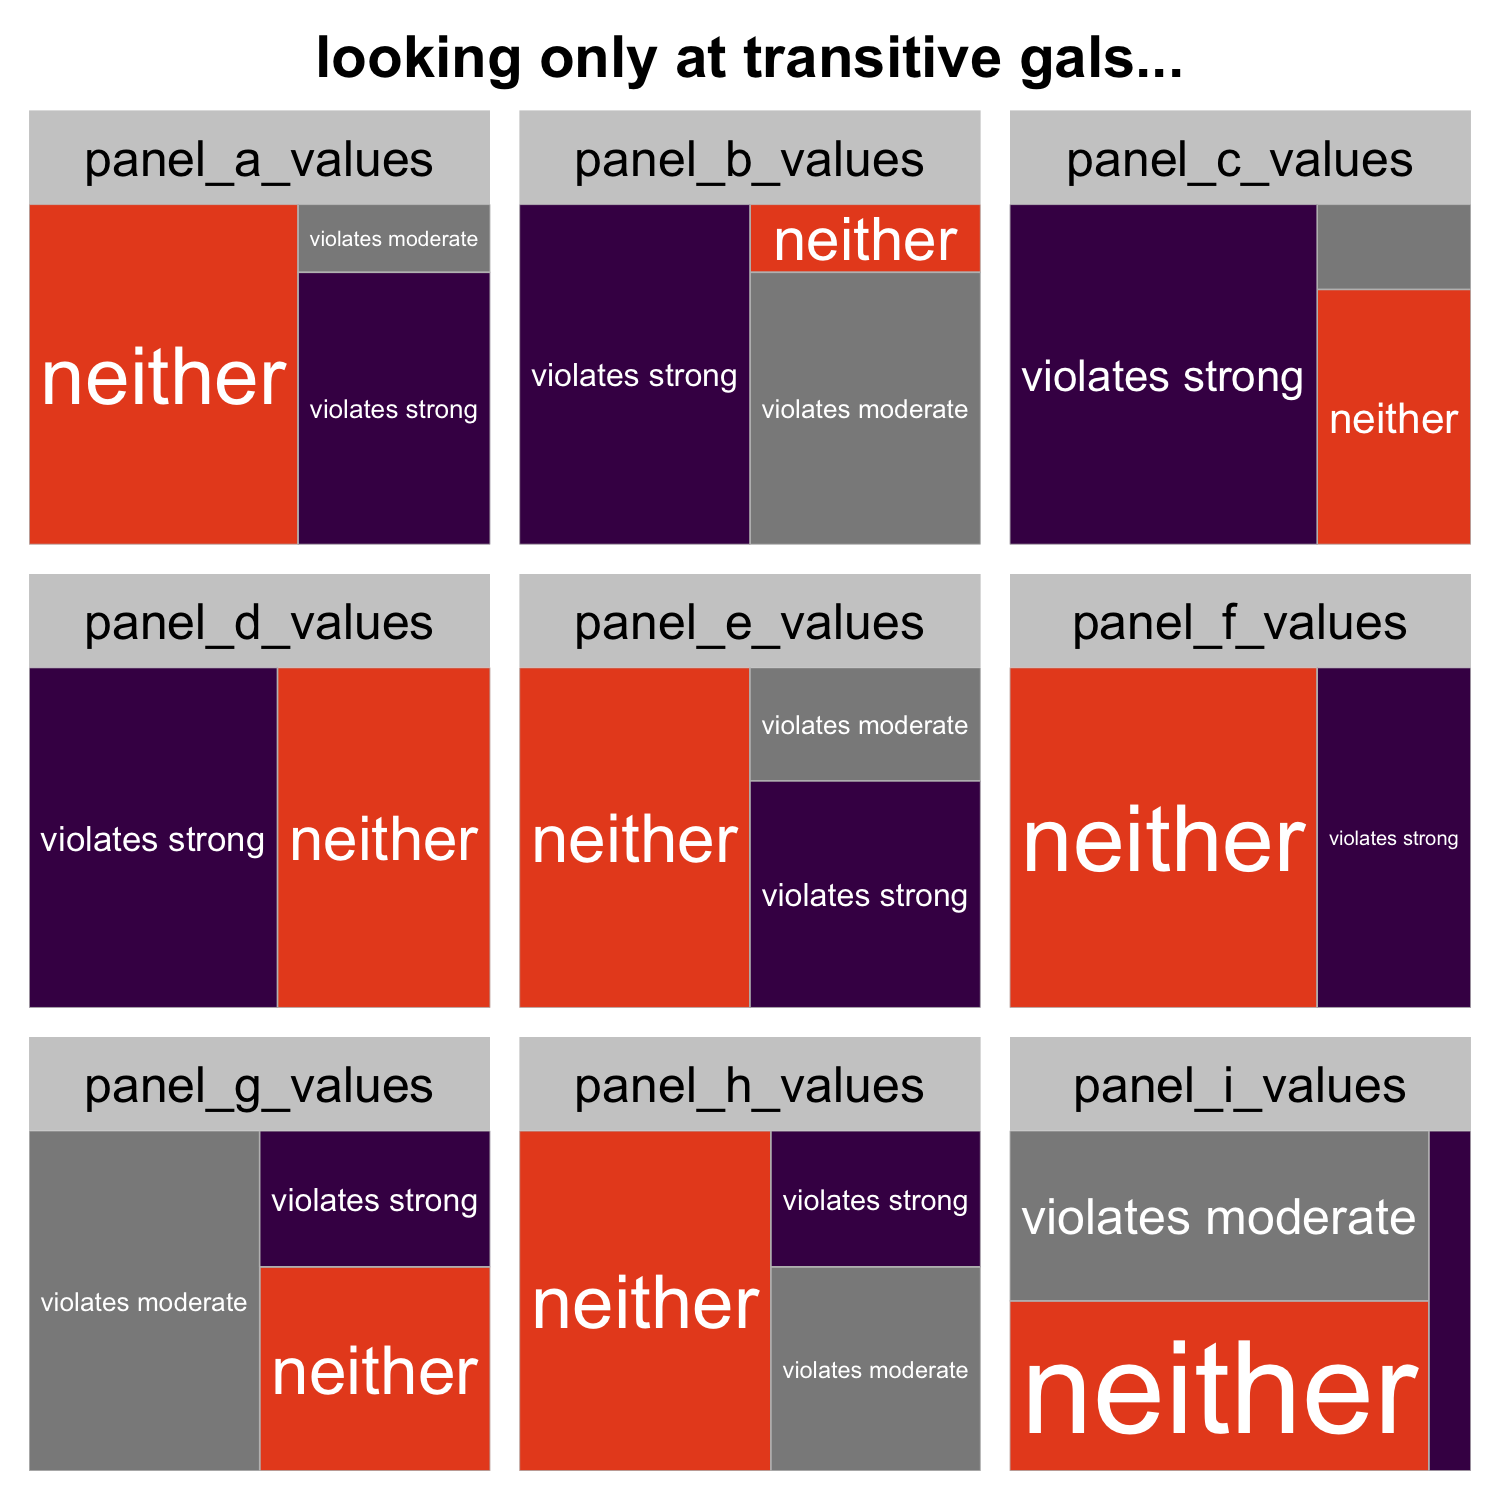 looking only at transitive gals...
panel_a_values
neither
violates moderate
violates strong
panel_b_values
violates strong
neither
violates moderate
panel_c_values
violates strong
neither
panel_d_values
violates strong
neither
panel_e_values
neither
violates moderate
violates strong
panel_f_values
neither
violates strong
panel_g_values
violates moderate
violates strong
neither
panel_h_values
neither
violates strong
violates moderate
panel_i_values
violates moderate
neither